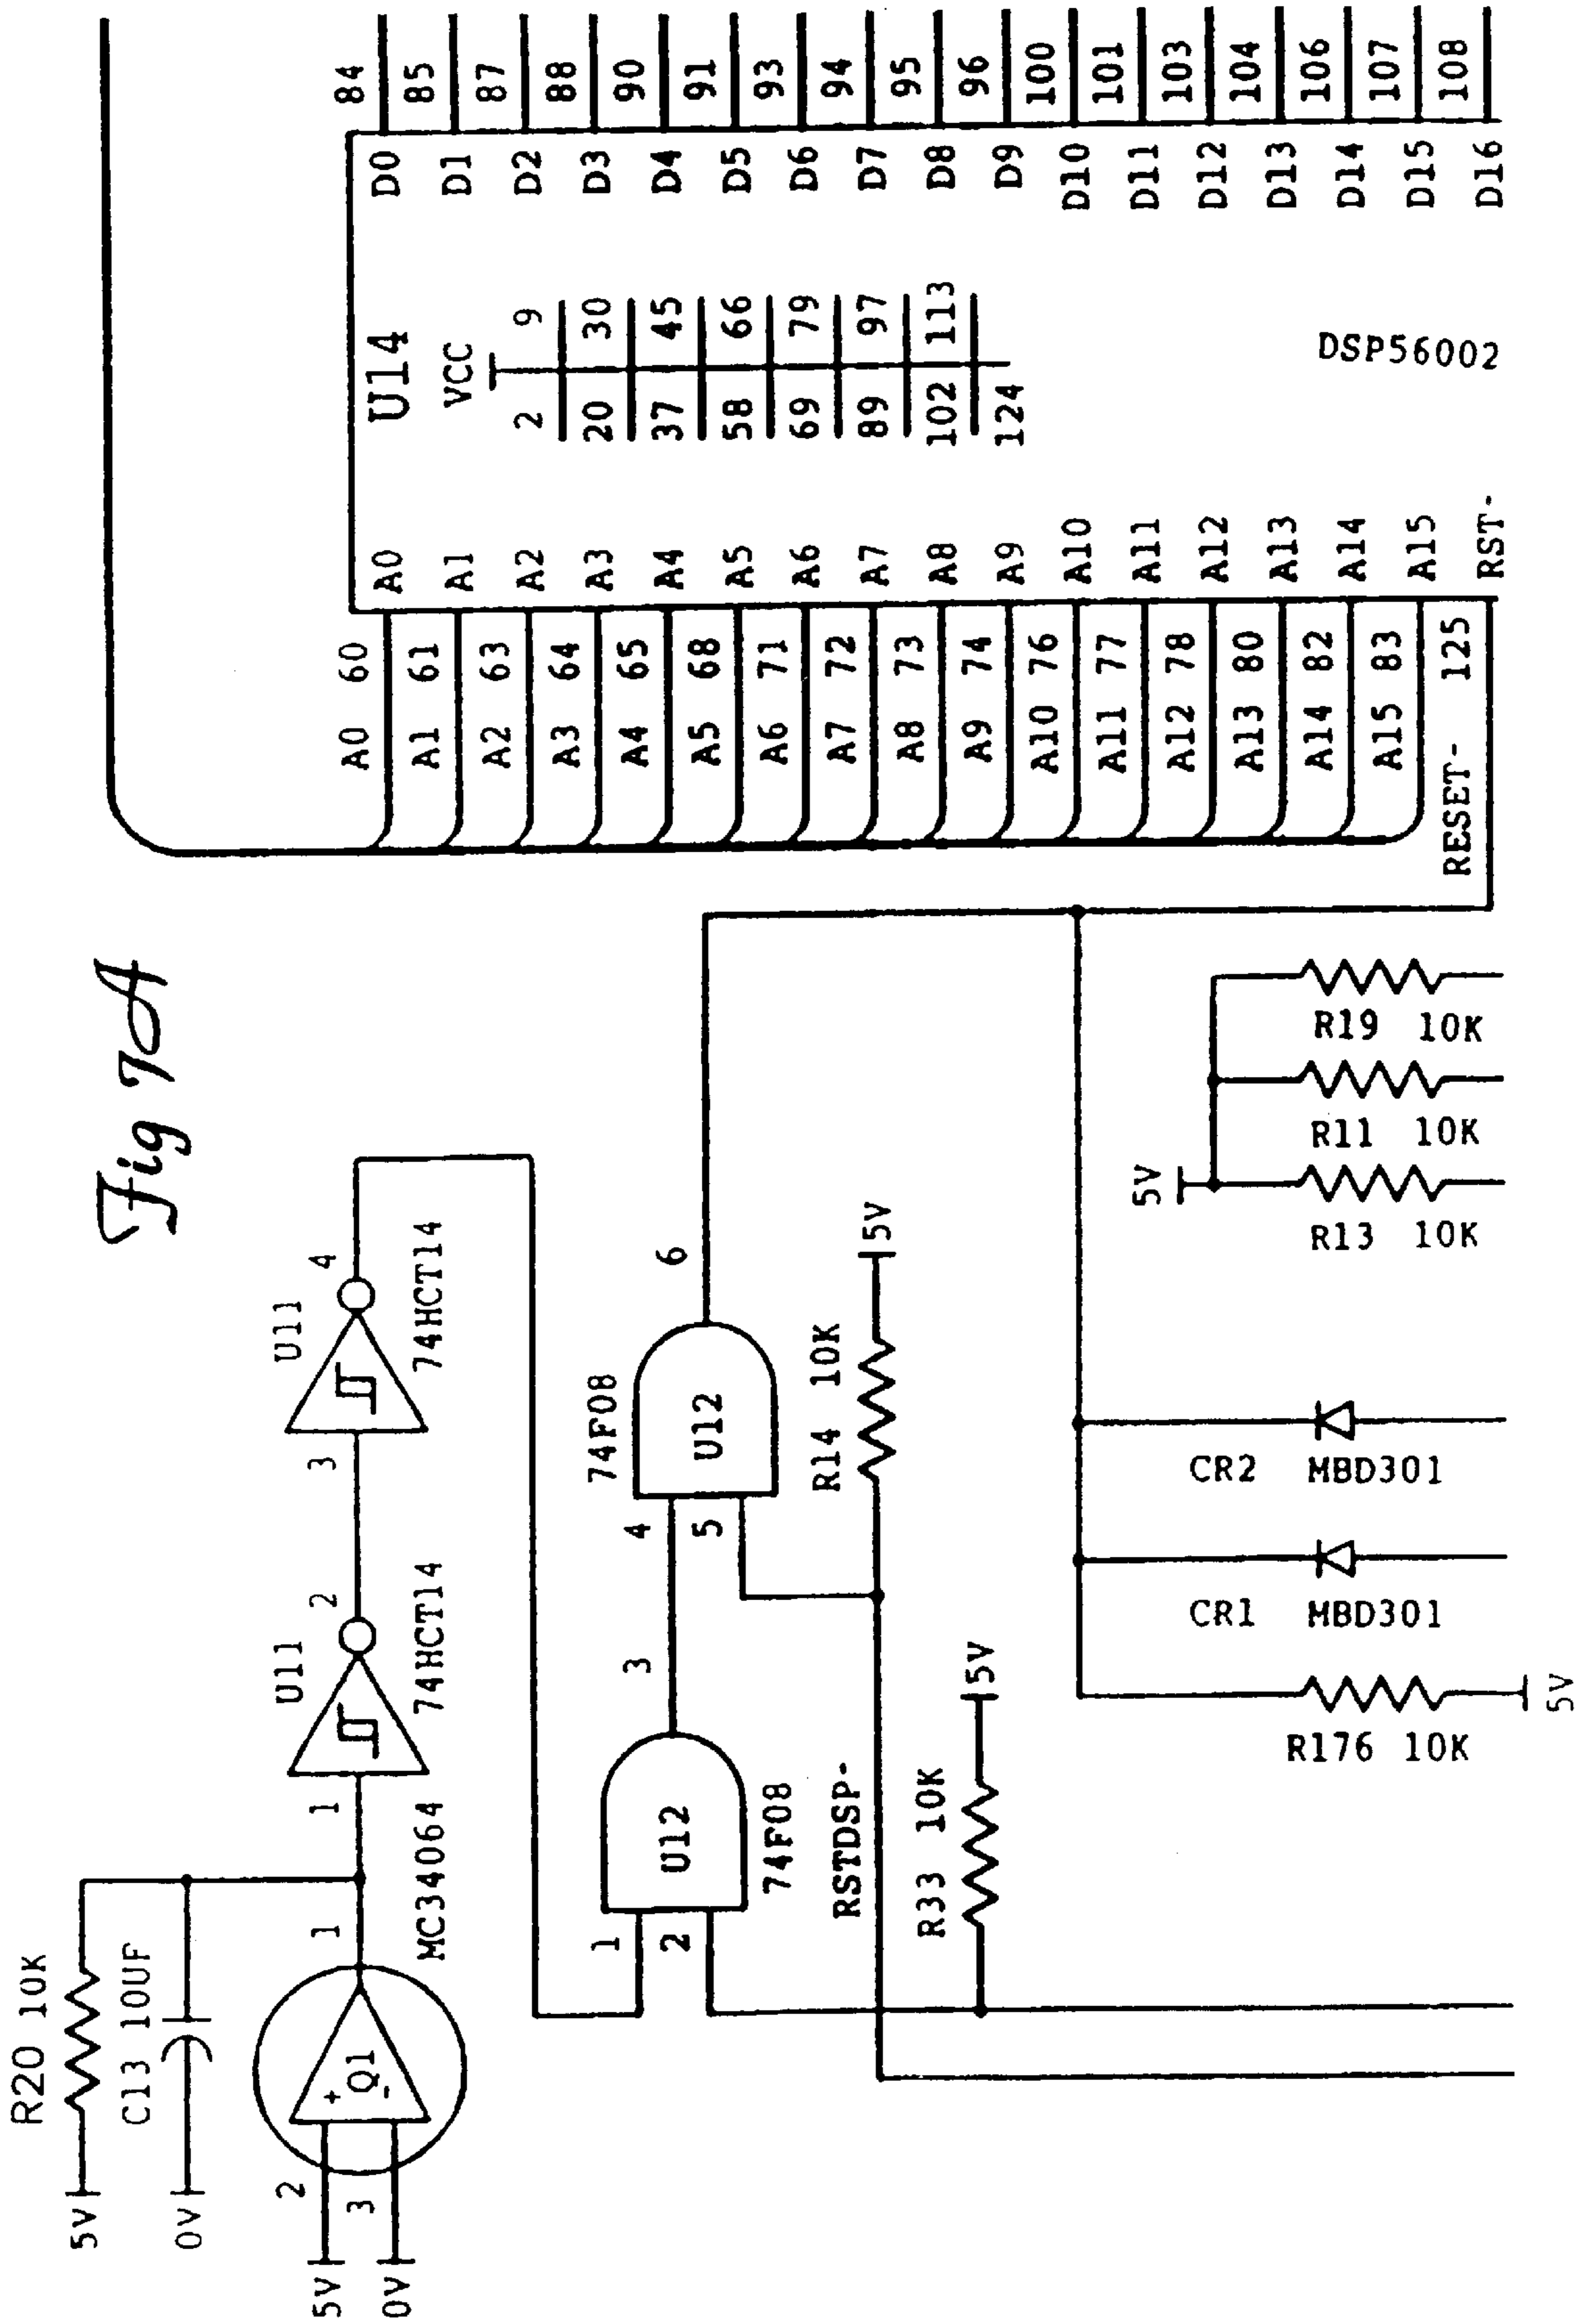 Fig 7A
R20 10K
5V
C13 10UF
0V
5V
2
+
Q1
-
1
0V
3
MC34064
1
U11
2
74HCT14
3
U11
4
74HCT14
1
2
U12
3
74F08
4
5
74F08
U12
6
RSTDSP-
R14 10K
5V
R33 10K
5V
R176 10K
5V
CR1 MBD301
CR2 MBD301
5V
R13 10K
R11 10K
R19 10K
U14
VCC
2 9
20 30
37 45
58 66
69 79
89 97
102 113
124
DSP56002
A0 60 A0 D0 84
A1 61 A1 D1 85
A2 63 A2 D2 87
A3 64 A3 D3 88
A4 65 A4 D4 90
A5 68 A5 D5 91
A6 71 A6 D6 93
A7 72 A7 D7 94
A8 73 A8 D8 95
A9 74 A9 D9 96
A10 76 A10 D10 100
A11 77 A11 D11 101
A12 78 A12 D12 103
A13 80 A13 D13 104
A14 82 A14 D14 106
A15 83 A15 D15 107
RESET- 125 RST- D16 108